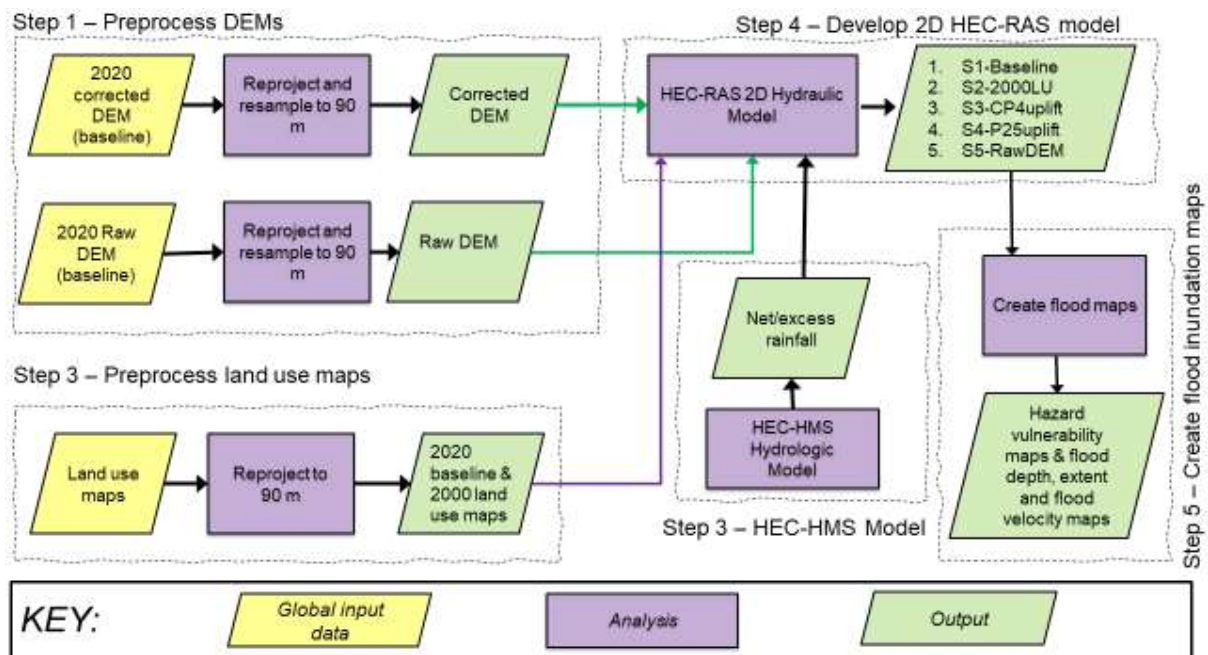 Step 1 – Preprocess DEMs
2020
corrected
DEM
(baseline)
Reproject and
resample to 90
m
Corrected
DEM
2020 Raw
DEM
(baseline)
Reproject and
resample to 90
m
Raw DEM
Step 4 – Develop 2D HEC-RAS model
HEC-RAS 2D Hydraulic
Model
1. S1-Baseline
2. S2-2000LU
3. S3-CP4uplift
4. S4-P25uplift
5. S5-RawDEM
Step 3 – Preprocess land use maps
Land use
maps
Reproject to
90 m
2020
baseline &
2000 land
use maps
Net/excess
rainfall
HEC-HMS
Hydrologic
Model
Step 3 – HEC-HMS Model
Create flood maps
Hazard
vulnerability
maps & flood
depth, extent
and flood
velocity maps
Step 5 – Create flood inundation maps
KEY:
Global input
data
Analysis
Output